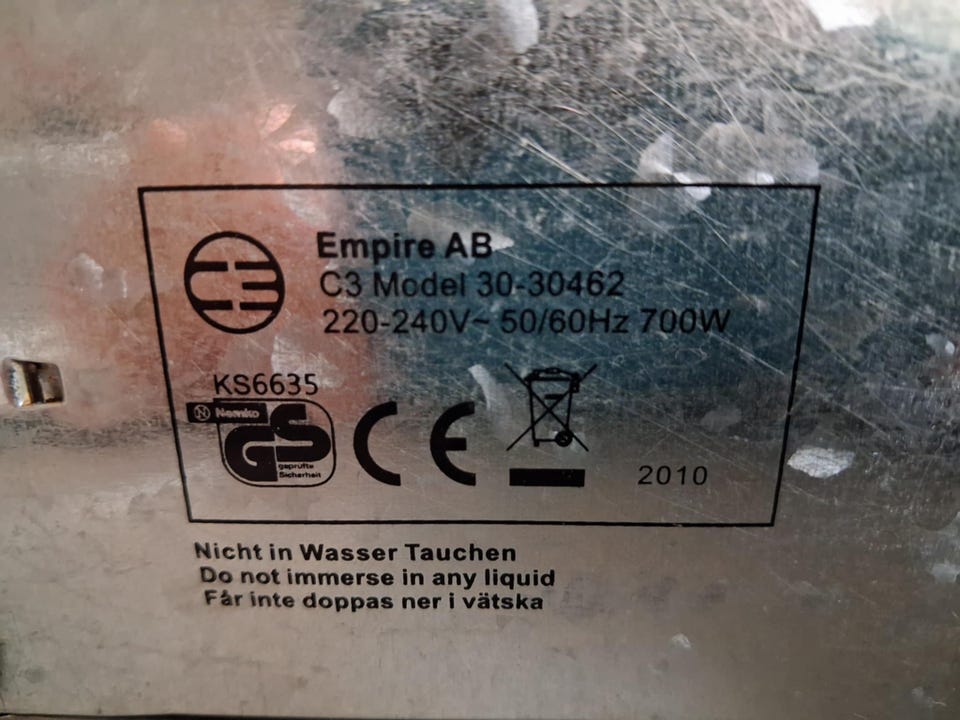 C3
Empire AB
C3 Model 30-30462
220-240V~ 50/60Hz 700W
KS6635
N Nemko
GS
geprüfte
Sicherheit
CE
2010
Nicht in Wasser Tauchen
Do not immerse in any liquid
Får inte doppas ner i vätska